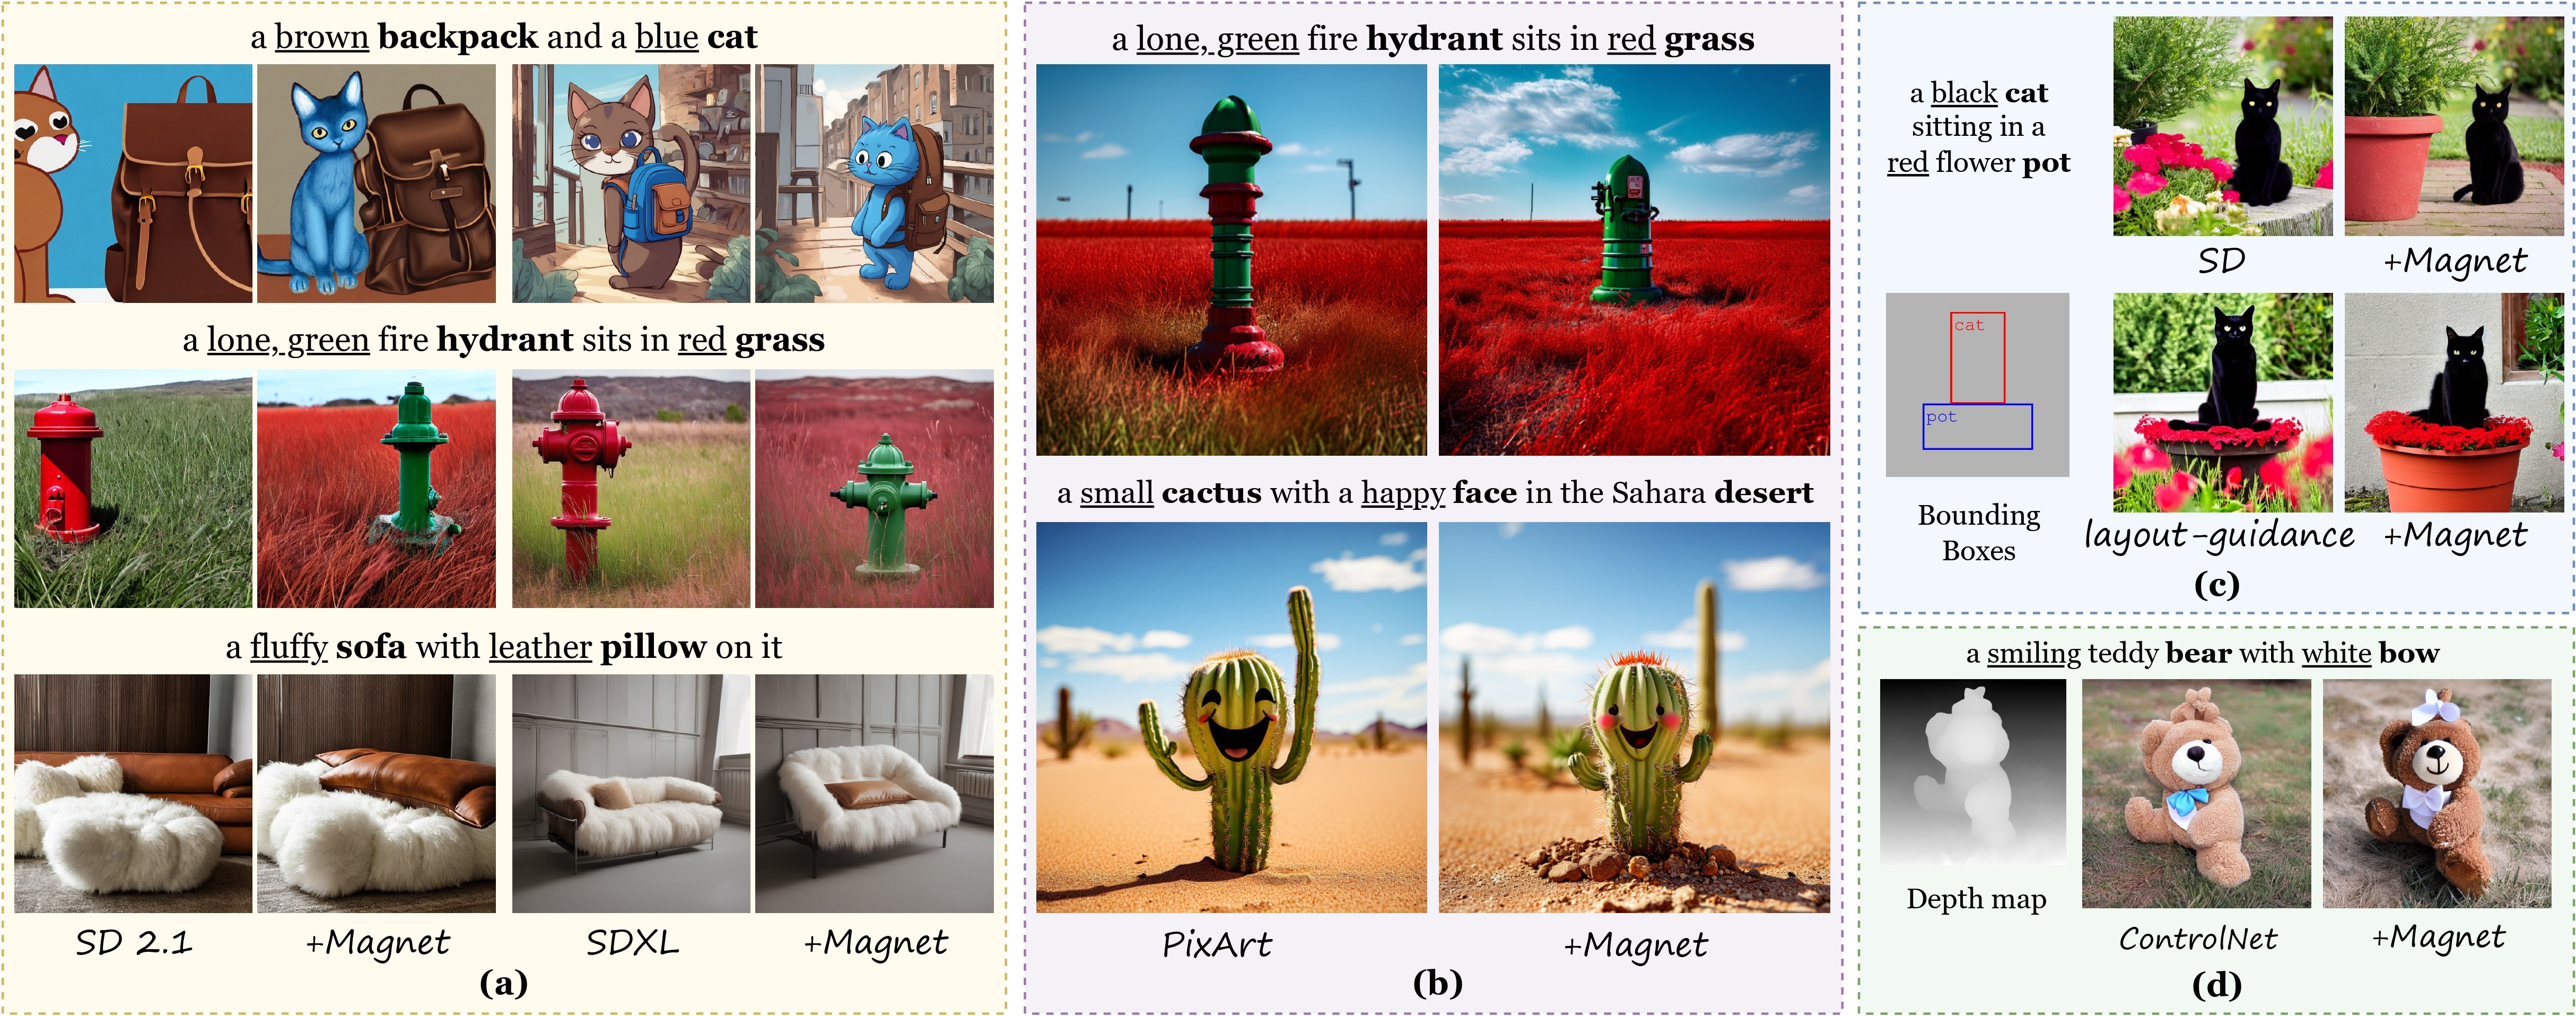 a brown backpack and a blue cat
a lone, green fire hydrant sits in red grass
a fluffy sofa with leather pillow on it
SD 2.1
+Magnet
SDXL
+Magnet
(a)
a lone, green fire hydrant sits in red grass
a small cactus with a happy face in the Sahara desert
PixArt
+Magnet
(b)
a black cat
sitting in a
red flower pot
SD
+Magnet
cat
pot
Bounding
Boxes
layout-guidance
+Magnet
(c)
a smiling teddy bear with white bow
Depth map
ControlNet
+Magnet
(d)